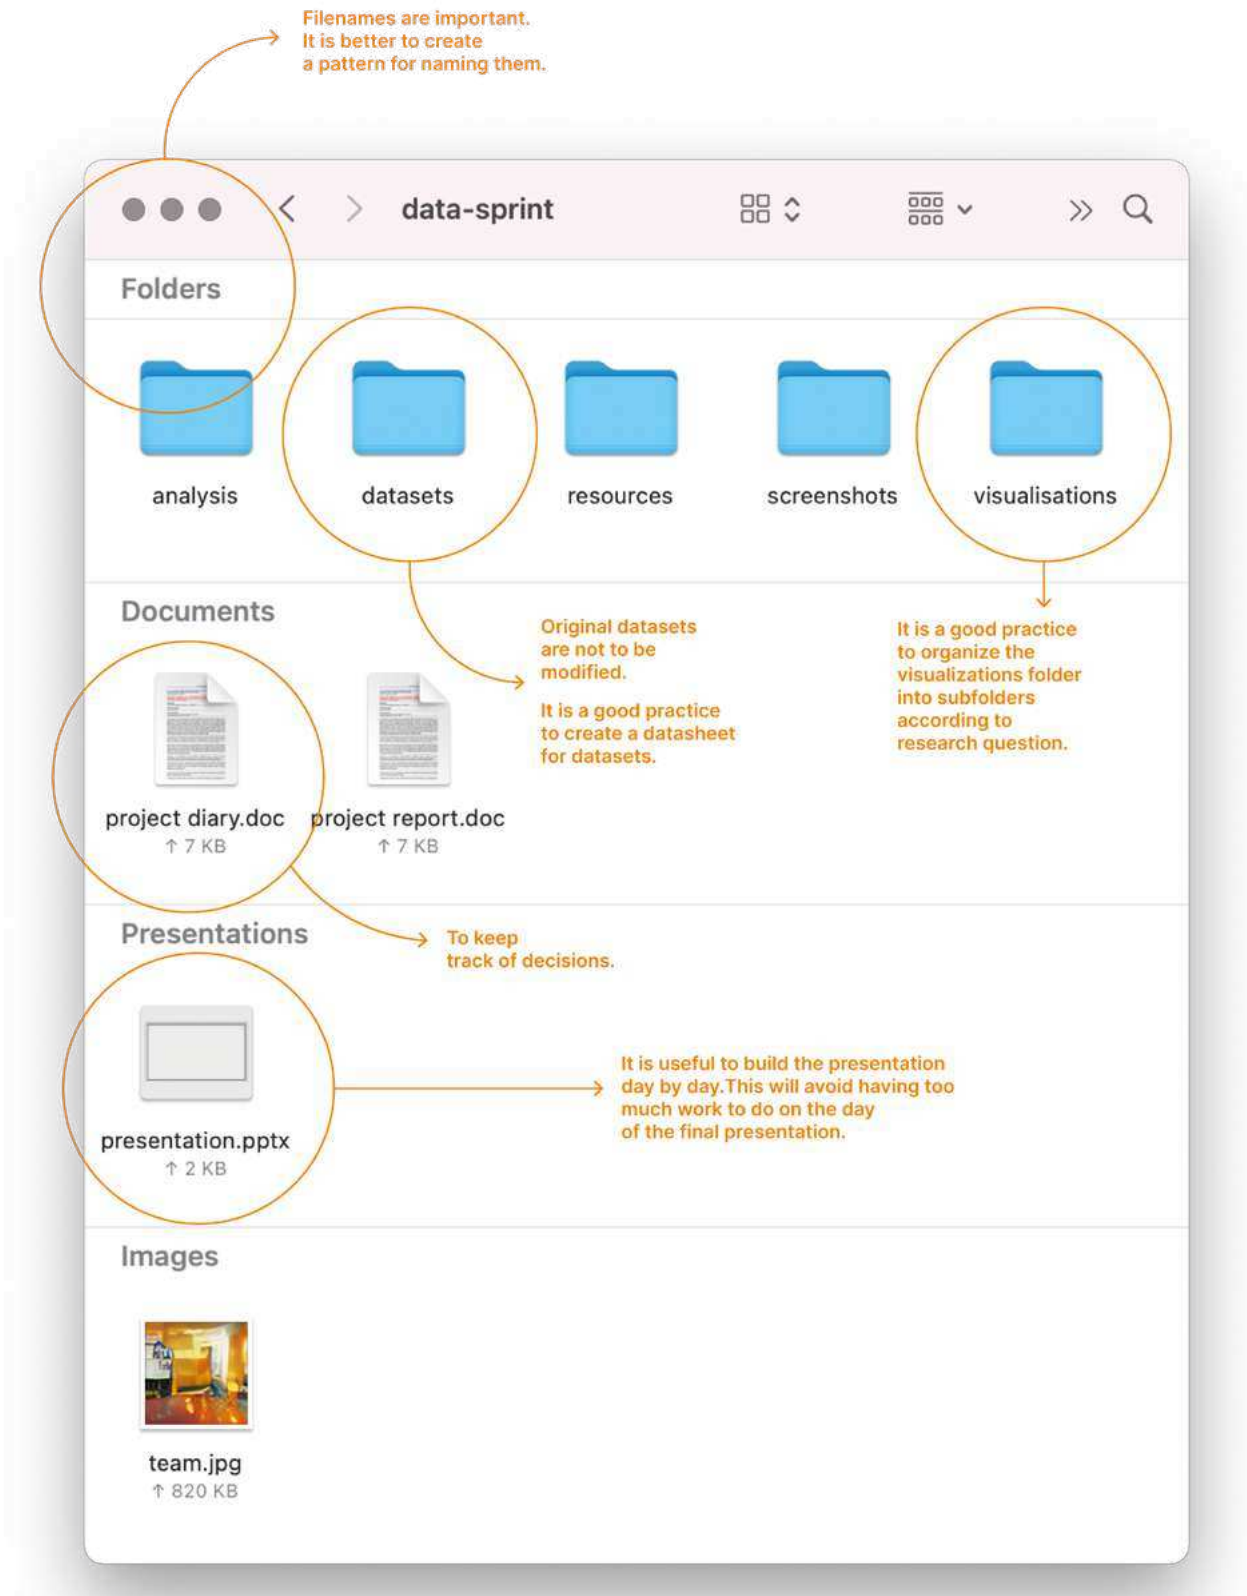 Filenames are important.
It is better to create
a pattern for naming them.
data-sprint
Folders
analysis
datasets
resources
screenshots
visualisations
Documents
Original datasets
are not to be
modified.
It is a good practice
to create a datasheet
for datasets.
It is a good practice
to organize the
visualizations folder
into subfolders
according to
research question.
project diary.doc
↑ 7 KB
project report.doc
↑ 7 KB
Presentations
To keep
track of decisions.
presentation.pptx
↑ 2 KB
It is useful to build the presentation
day by day.This will avoid having too
much work to do on the day
of the final presentation.
Images
team.jpg
↑ 820 KB